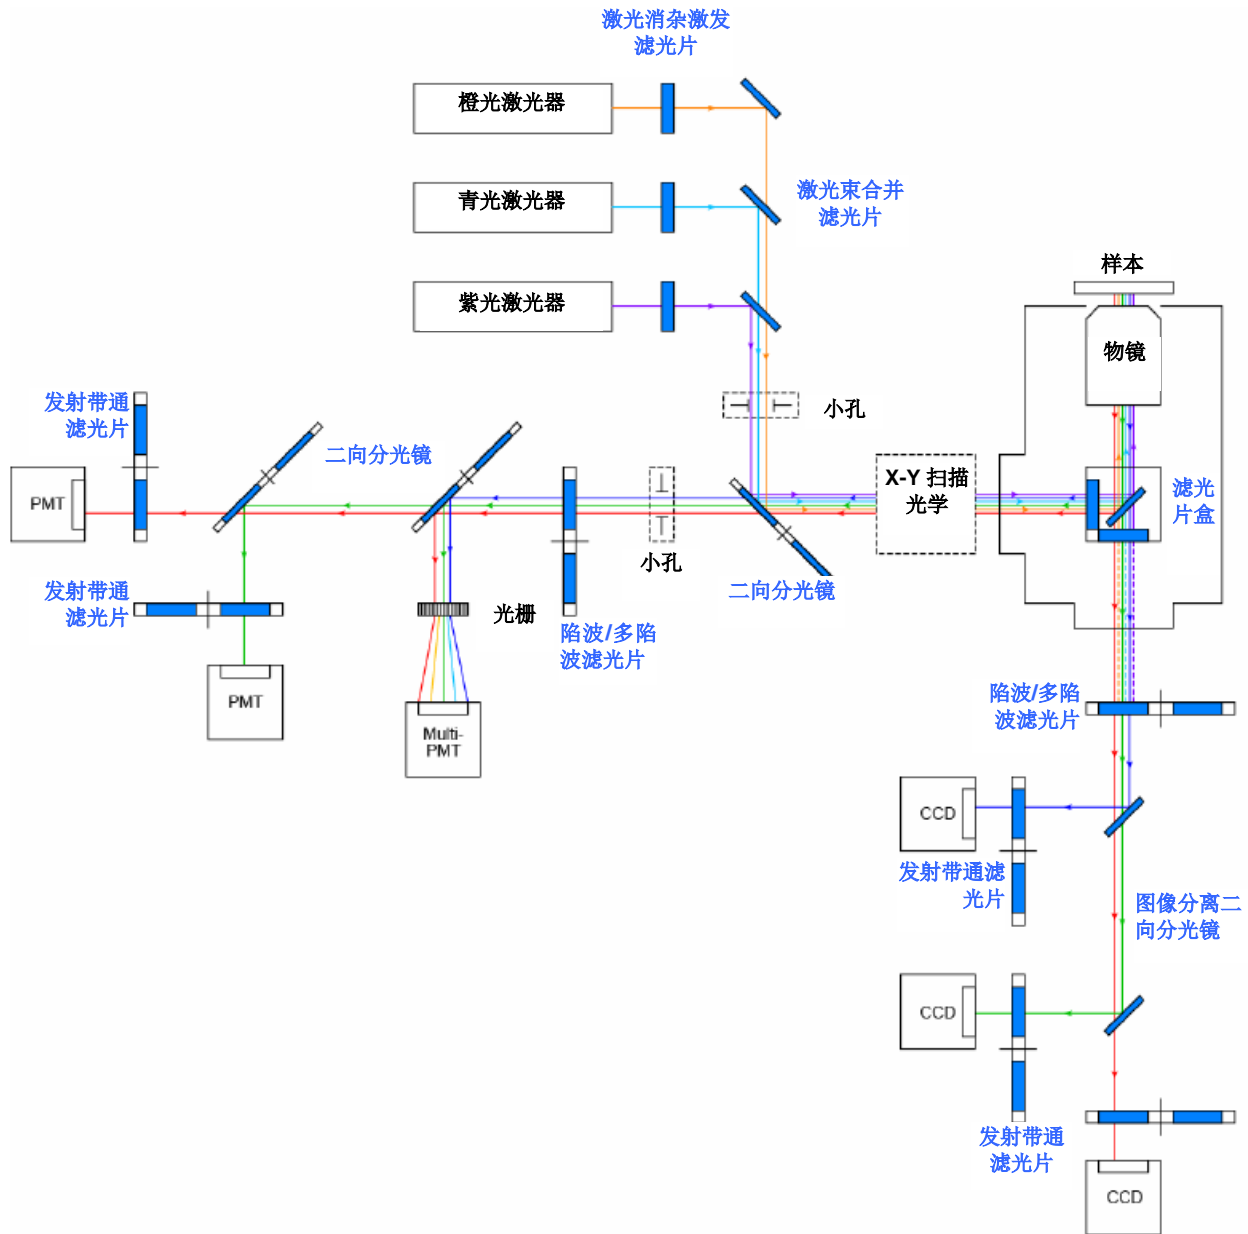 激光消杂激发
滤光片
橙光激光器
青光激光器
激光束合并
滤光片
紫光激光器
样本
物镜
小孔
发射带通
滤光片
二向分光镜
PMT
X-Y 扫描
光学
滤光
片盒
小孔
二向分光镜
发射带通
滤光片
光栅
陷波/多陷
波滤光片
PMT
Multi-
PMT
陷波/多陷
波滤光片
CCD
发射带通滤
光片
图像分离二
向分光镜
CCD
发射带通
滤光片
CCD